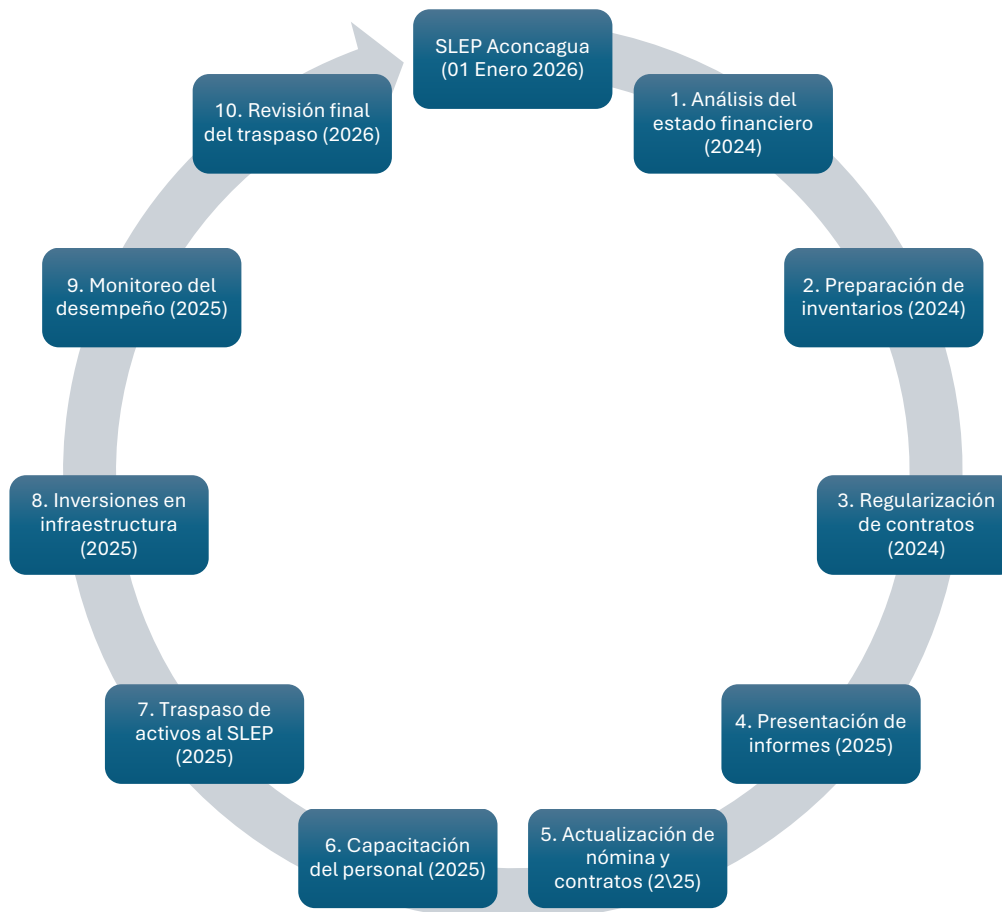 SLEP Aconcagua
(01 Enero 2026)
1. Análisis del
estado financiero
(2024)
2. Preparación de
inventarios (2024)
3. Regularización
de contratos
(2024)
4. Presentación de
informes (2025)
5. Actualización de
nómina y
contratos (2\25)
6. Capacitación
del personal (2025)
7. Traspaso de
activos al SLEP
(2025)
8. Inversiones en
infraestructura
(2025)
9. Monitoreo del
desempeño (2025)
10. Revisión final
del traspaso (2026)